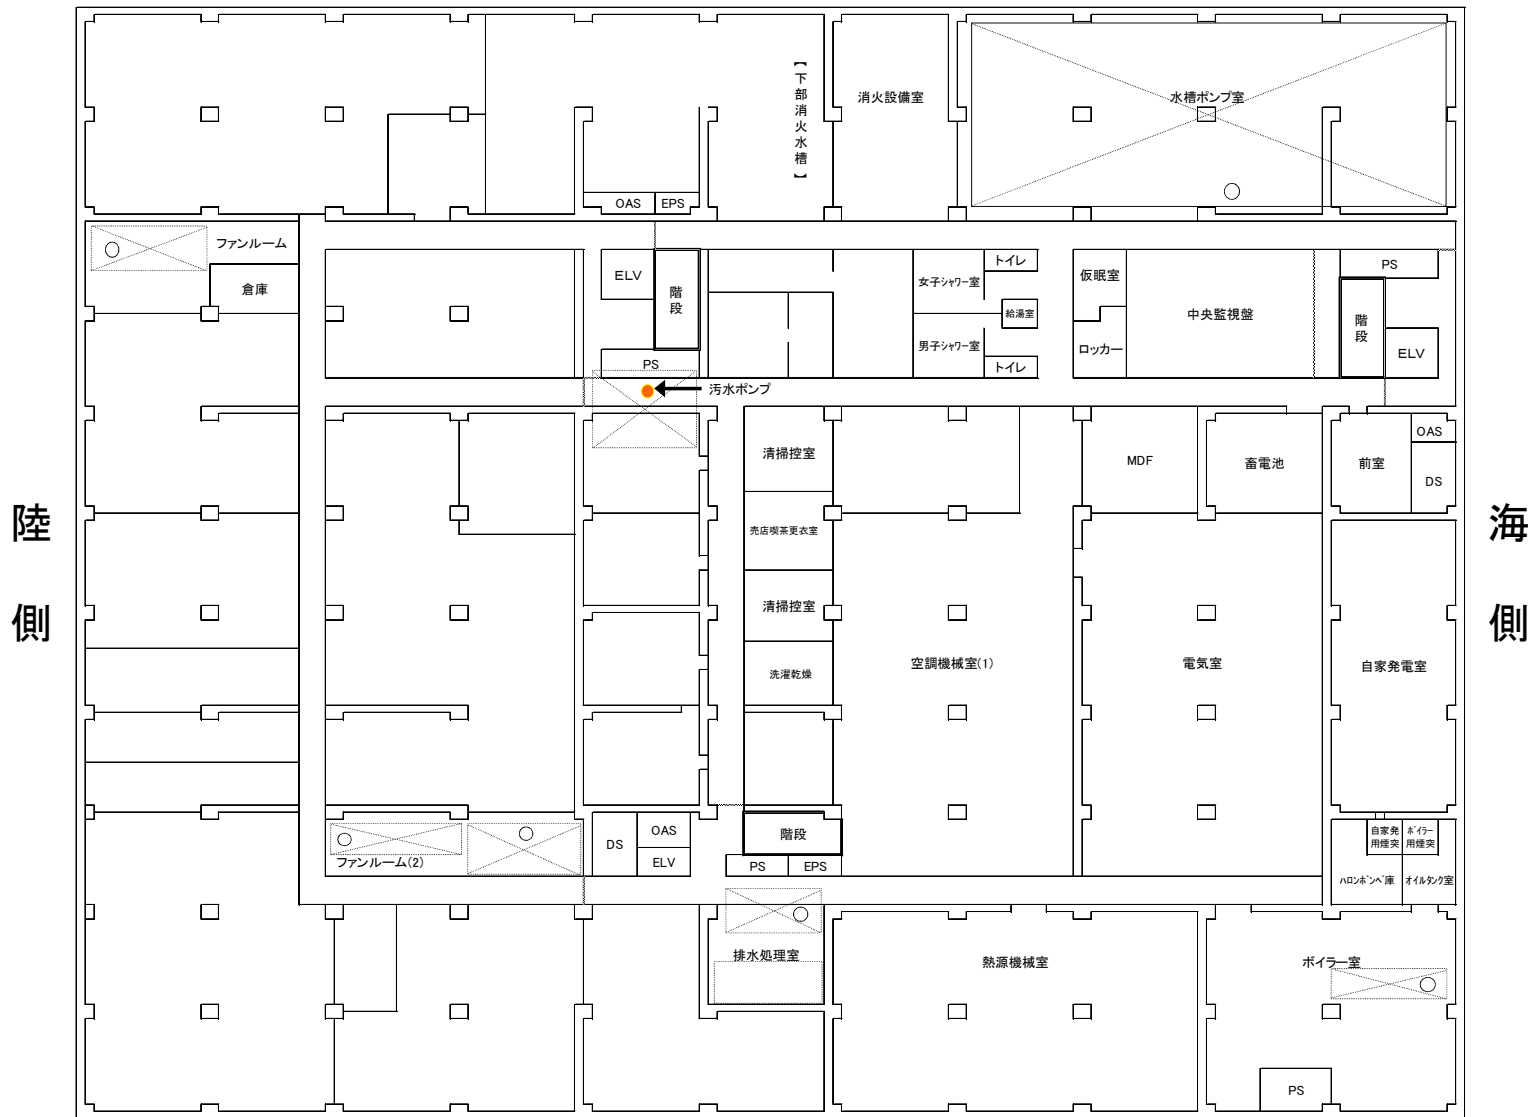 【下部消火水槽】
消火設備室
水槽ポンプ室
OAS
EPS
ファンルーム
倉庫
ELV
階段
PS
女子シャワー室
トイレ
給湯室
男子シャワー室
トイレ
仮眠室
ロッカー
中央監視盤
PS
階段
ELV
汚水ポンプ
清掃控室
売店喫茶更衣室
清掃控室
洗濯乾燥
空調機械室(1)
MDF
畜電池
前室
OAS
DS
陸側
海側
電気室
自家発電室
ファンルーム(2)
DS
OAS
ELV
階段
PS
EPS
自家発
用煙突
ボイラー
用煙突
ハロンボンベ庫
オイルタンク室
排水処理室
熱源機械室
ボイラー室
PS